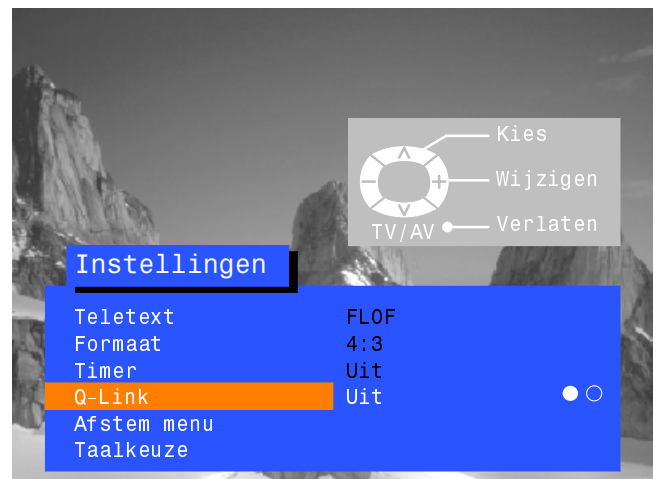 Kies
Wijzigen
TV/AV Verlaten
Instellingen
Teletext FLOF
Formaat 4:3
Timer Uit
Q-Link Uit
Afstem menu
Taalkeuze